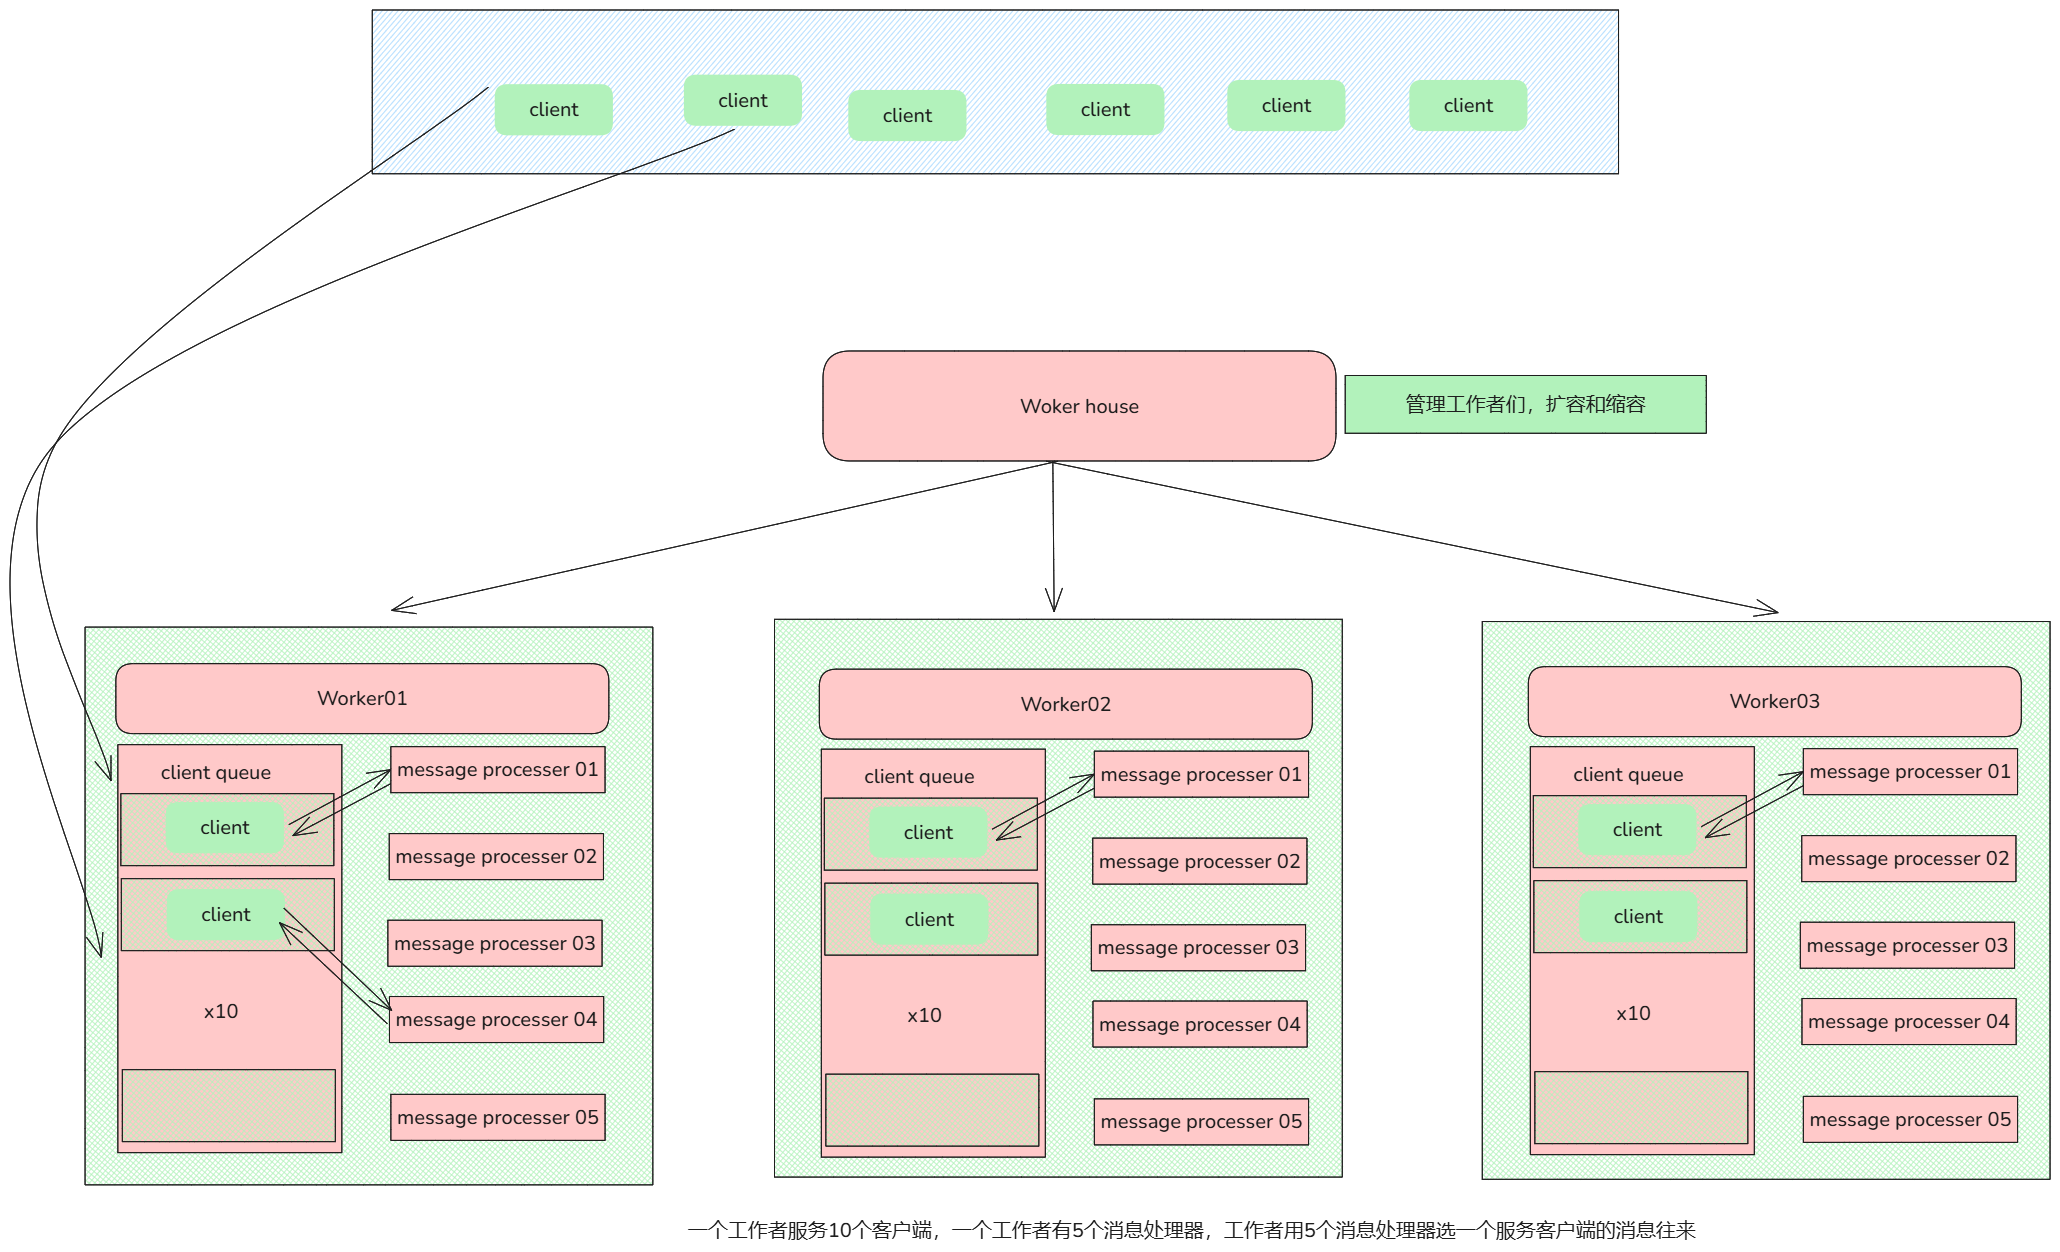 client
client
client
client
client
client
Woker house
管理工作者们，扩容和缩容
Worker01
client queue
client
client
x10
message processer 01
message processer 02
message processer 03
message processer 04
message processer 05
Worker02
client queue
client
client
x10
message processer 01
message processer 02
message processer 03
message processer 04
message processer 05
Worker03
client queue
client
client
x10
message processer 01
message processer 02
message processer 03
message processer 04
message processer 05
一个工作者服务10个客户端，一个工作者有5个消息处理器，工作者用5个消息处理器选一个服务客户端的消息往来